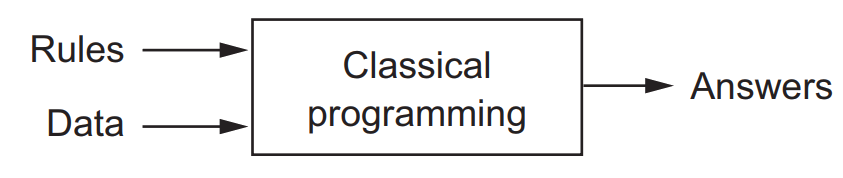 Rules
Data
Classical
programming
Answers